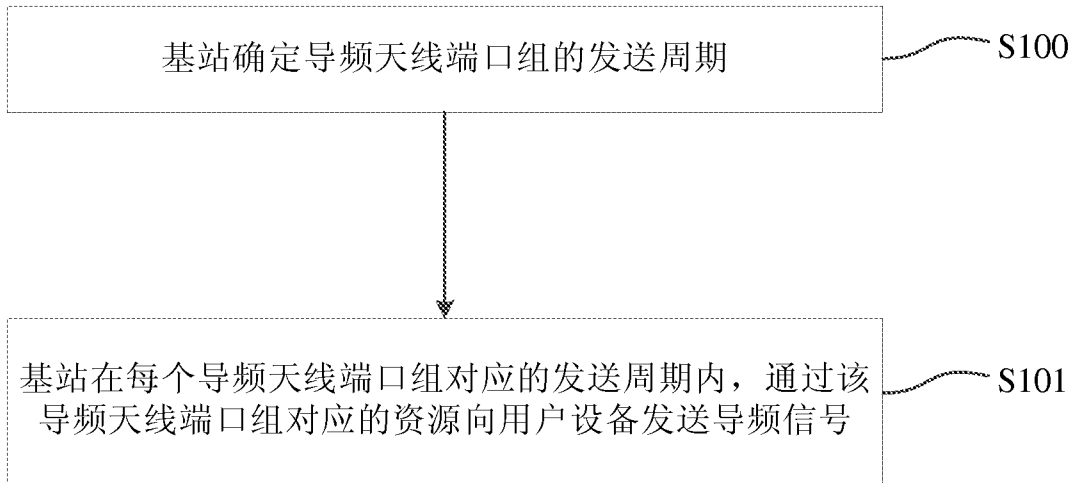 基站确定导频天线端口组的发送周期
S100
基站在每个导频天线端口组对应的发送周期内，通过该
导频天线端口组对应的资源向用户设备发送导频信号
S101